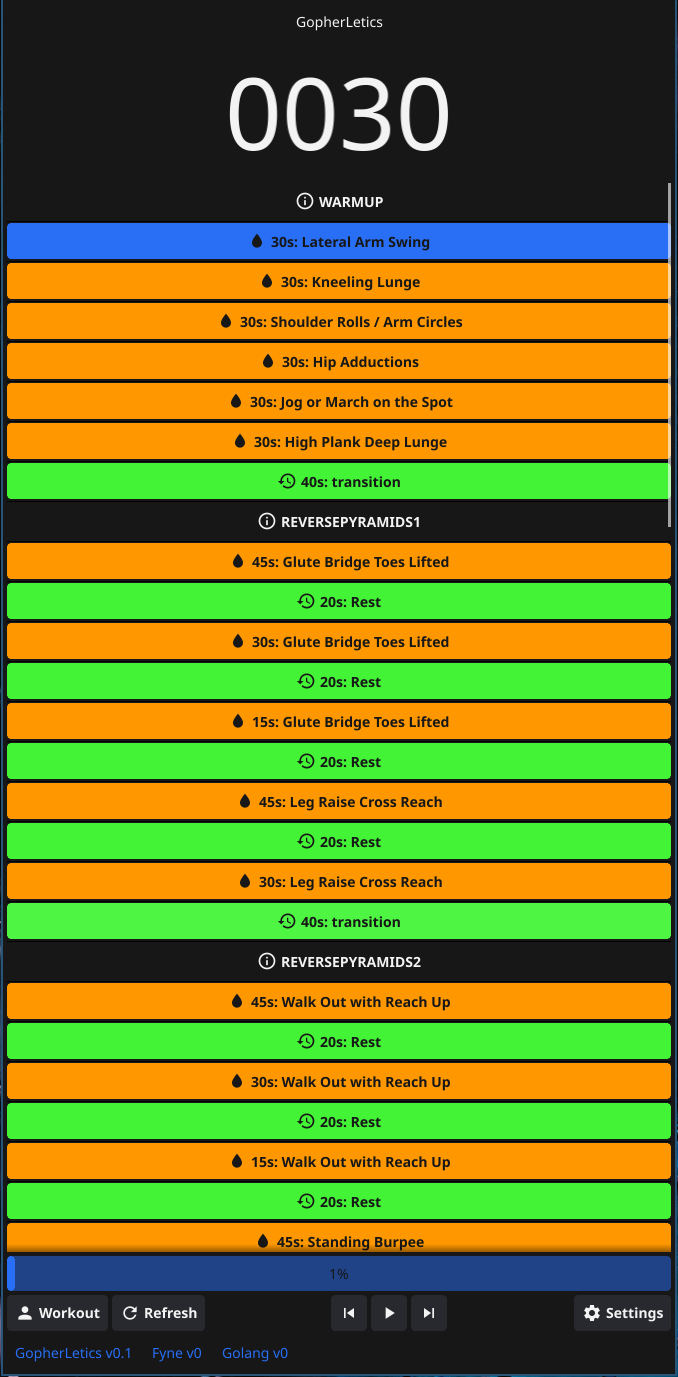 GopherLetics
0030
WARMUP
30s: Lateral Arm Swing
30s: Kneeling Lunge
30s: Shoulder Rolls / Arm Circles
30s: Hip Adductions
30s: Jog or March on the Spot
30s: High Plank Deep Lunge
40s: transition
REVERSEPYRAMIDS1
45s: Glute Bridge Toes Lifted
20s: Rest
30s: Glute Bridge Toes Lifted
20s: Rest
15s: Glute Bridge Toes Lifted
20s: Rest
45s: Leg Raise Cross Reach
20s: Rest
30s: Leg Raise Cross Reach
40s: transition
REVERSEPYRAMIDS2
45s: Walk Out with Reach Up
20s: Rest
30s: Walk Out with Reach Up
20s: Rest
15s: Walk Out with Reach Up
20s: Rest
45s: Standing Burpee
1%
Workout Refresh Settings
GopherLetics v0.1 Fyne v0 Golang v0